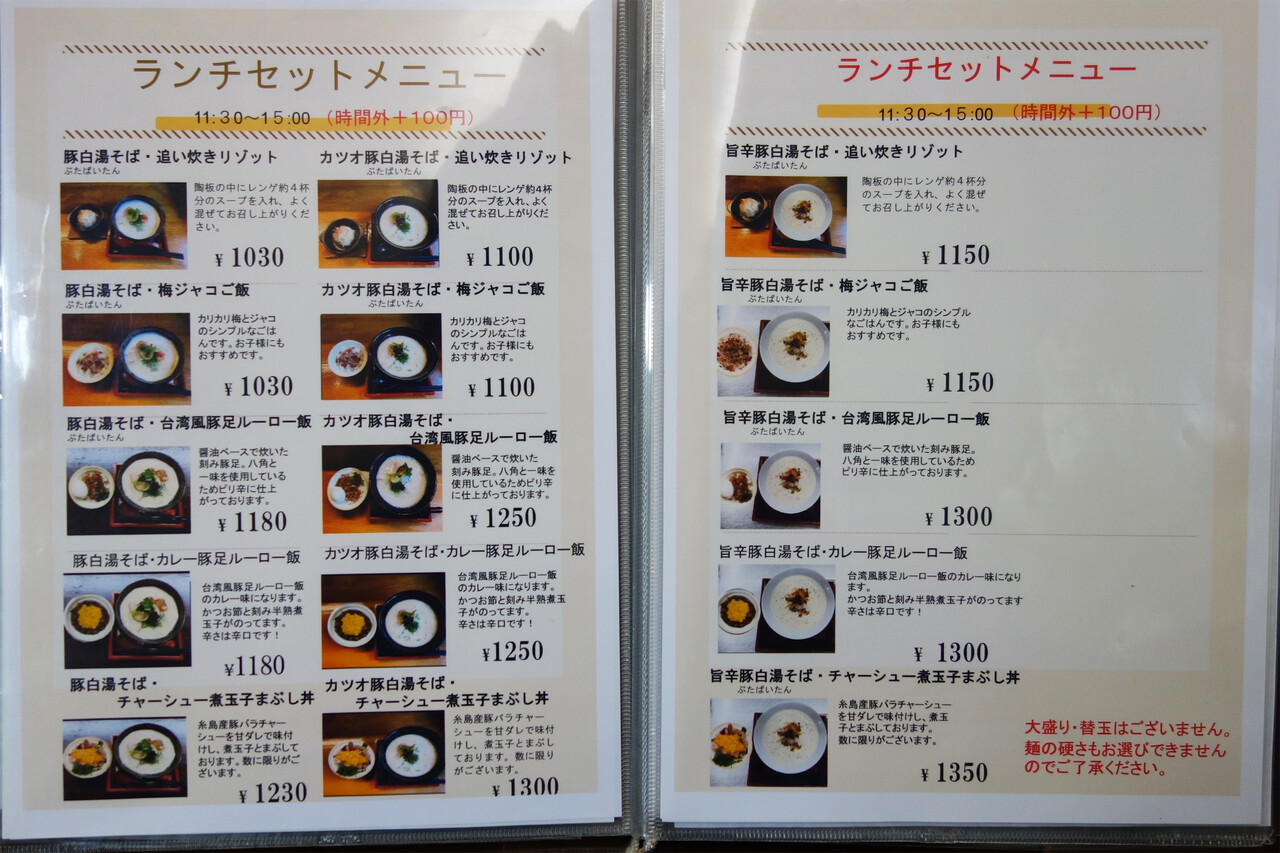 ランチセットメニュー
11:30〜15:00 (時間外+100円)
豚白湯そば・追い炊きリゾット
ぶたぱいたん
陶板の中にレンゲ約4杯
分のスープを入れ、よく
混ぜてお召し上がりくだ
さい。
¥1030
カツオ豚白湯そば・追い炊きリゾット
ぶたぱいたん
陶板の中にレンゲ約4杯
分のスープを入れ、よく
混ぜてお召し上がりくだ
さい。
¥1100
豚白湯そば・梅ジャコご飯
ぶたぱいたん
カリカリ梅とジャコ
のシンプルなごは
んです。お子様にも
おすすめです。
¥1030
カツオ豚白湯そば・梅ジャコご飯
ぶたぱいたん
カリカリ梅とジャコ
のシンプルなごは
んです。お子様にも
おすすめです。
¥1100
豚白湯そば・台湾風豚足ルーロー飯
ぶたぱいたん
醤油ベースで炊いた
刻み豚足。八角と
一味を使用している
ためピリ辛に仕上
がっております。
¥1180
カツオ豚白湯そば・
台湾風豚足ルーロー飯
醤油ベースで炊いた
刻み豚足。八角と一味を
使用しているためピリ辛
に仕上がっております。
¥1250
豚白湯そば・カレー豚足ルーロー飯
台湾風豚足ルーロー飯
のカレー味になります。
かつお節と刻み半熟煮
玉子がのってます。
辛さは辛口です!
¥1180
カツオ豚白湯そば・カレー豚足ルーロー飯
台湾風豚足ルーロー飯
のカレー味になります。
かつお節と刻み半熟煮玉
子がのってます。
辛さは辛口です!
¥1250
豚白湯そば・
チャーシュー煮玉子まぶし丼
糸島産豚バラチャー
シューを甘ダレで味付
けし、煮玉子とまぶして
おります。数に限りがご
ざいます。
¥1230
カツオ豚白湯そば・
チャーシュー煮玉子まぶし丼
糸島産豚バラチャー
シューを甘ダレで味付け
し、煮玉子とまぶし
ております。数に限り
がございます。
¥1300
ランチセットメニュー
11:30〜15:00 (時間外+100円)
旨辛豚白湯そば・追い炊きリゾット
ぶたぱいたん
陶板の中にレンゲ約4杯分
のスープを入れ、よく混ぜ
てお召し上がりください。
¥1150
旨辛豚白湯そば・梅ジャコご飯
ぶたぱいたん
カリカリ梅とジャコのシンプル
なごはんです。お子様にも
おすすめです。
¥1150
旨辛豚白湯そば・台湾風豚足ルーロー飯
ぶたぱいたん
醤油ベースで炊いた刻み豚足。
八角と一味を使用しているため
ピリ辛に仕上がっております。
¥1300
旨辛豚白湯そば・カレー豚足ルーロー飯
台湾風豚足ルーロー飯のカレー味になり
ます。
かつお節と刻み半熟煮玉子がのってます
辛さは辛口です!
¥1300
旨辛豚白湯そば・チャーシュー煮玉子まぶし丼
ぶたぱいたん
糸島産豚バラチャーシュー
を甘ダレで味付けし、煮玉
子とまぶしております。
数に限りがございます。
¥1350
大盛り・替玉はございません。
麺の硬さもお選びできません
のでご了承ください。